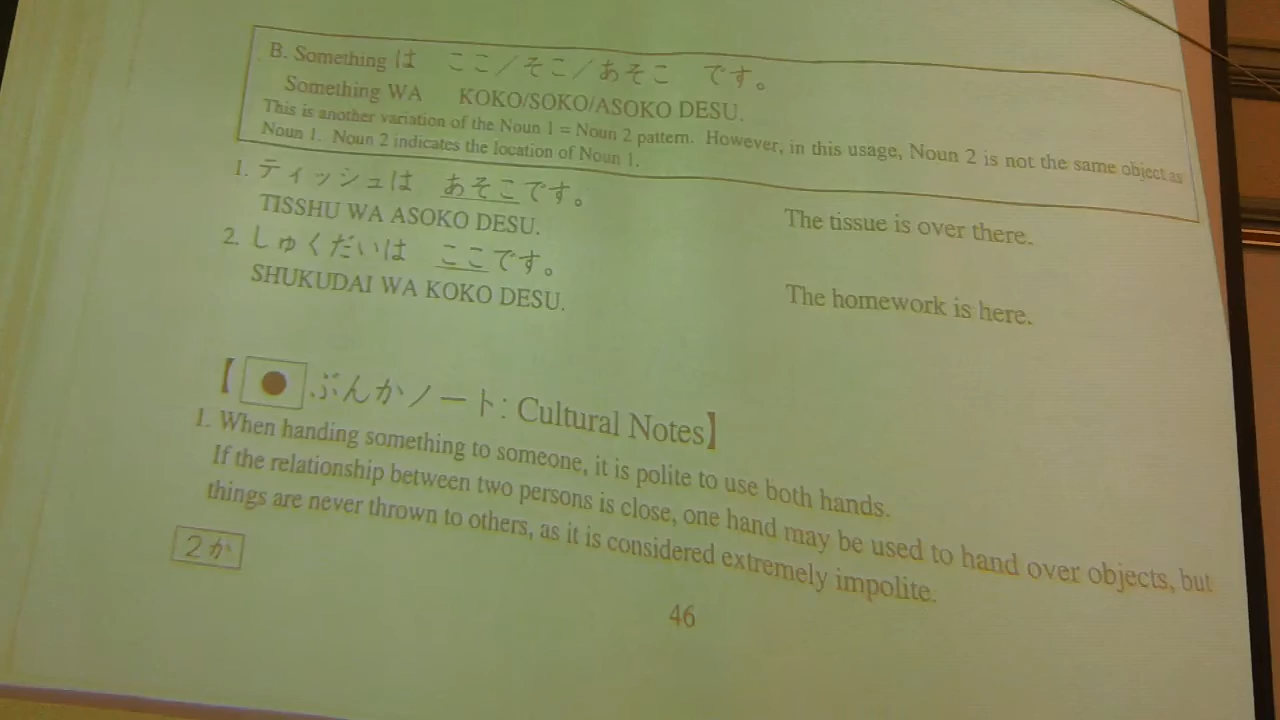 B. Something は ここ／そこ／あそこ です。
Something WA KOKO/SOKO/ASOKO DESU.
This is another variation of the Noun 1 = Noun 2 pattern. However, in this usage, Noun 2 is not the same object as
Noun 1. Noun 2 indicates the location of Noun 1.
1. ティッシュは あそこです。
TISSHU WA ASOKO DESU. The tissue is over there.
2. しゅくだいは ここです。
SHUKUDAI WA KOKO DESU. The homework is here.
【●ぶんかノート: Cultural Notes】
1. When handing something to someone, it is polite to use both hands.
If the relationship between two persons is close, one hand may be used to hand over objects, but
things are never thrown to others, as it is considered extremely impolite.
2か
46